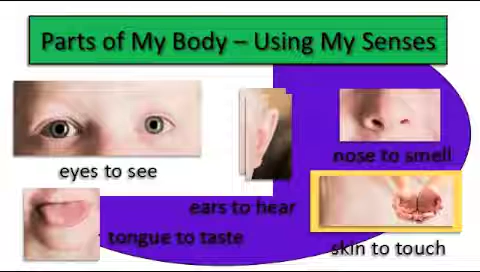 Parts of My Body – Using My Senses
eyes to see
nose to smell
ears to hear
tongue to taste
skin to touch